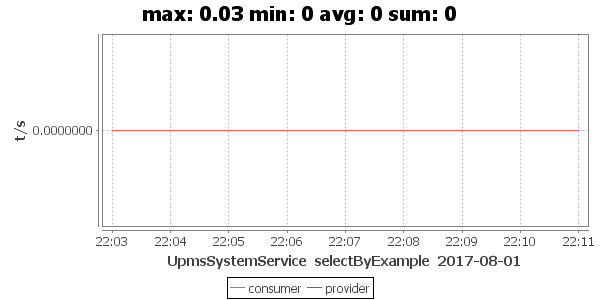 max: 0.03 min: 0 avg: 0 sum: 0
t/s
0.0000000
22:03 22:04 22:05 22:06 22:07 22:08 22:09 22:10 22:11
UpmsSystemService selectByExample 2017-08-01
consumer provider